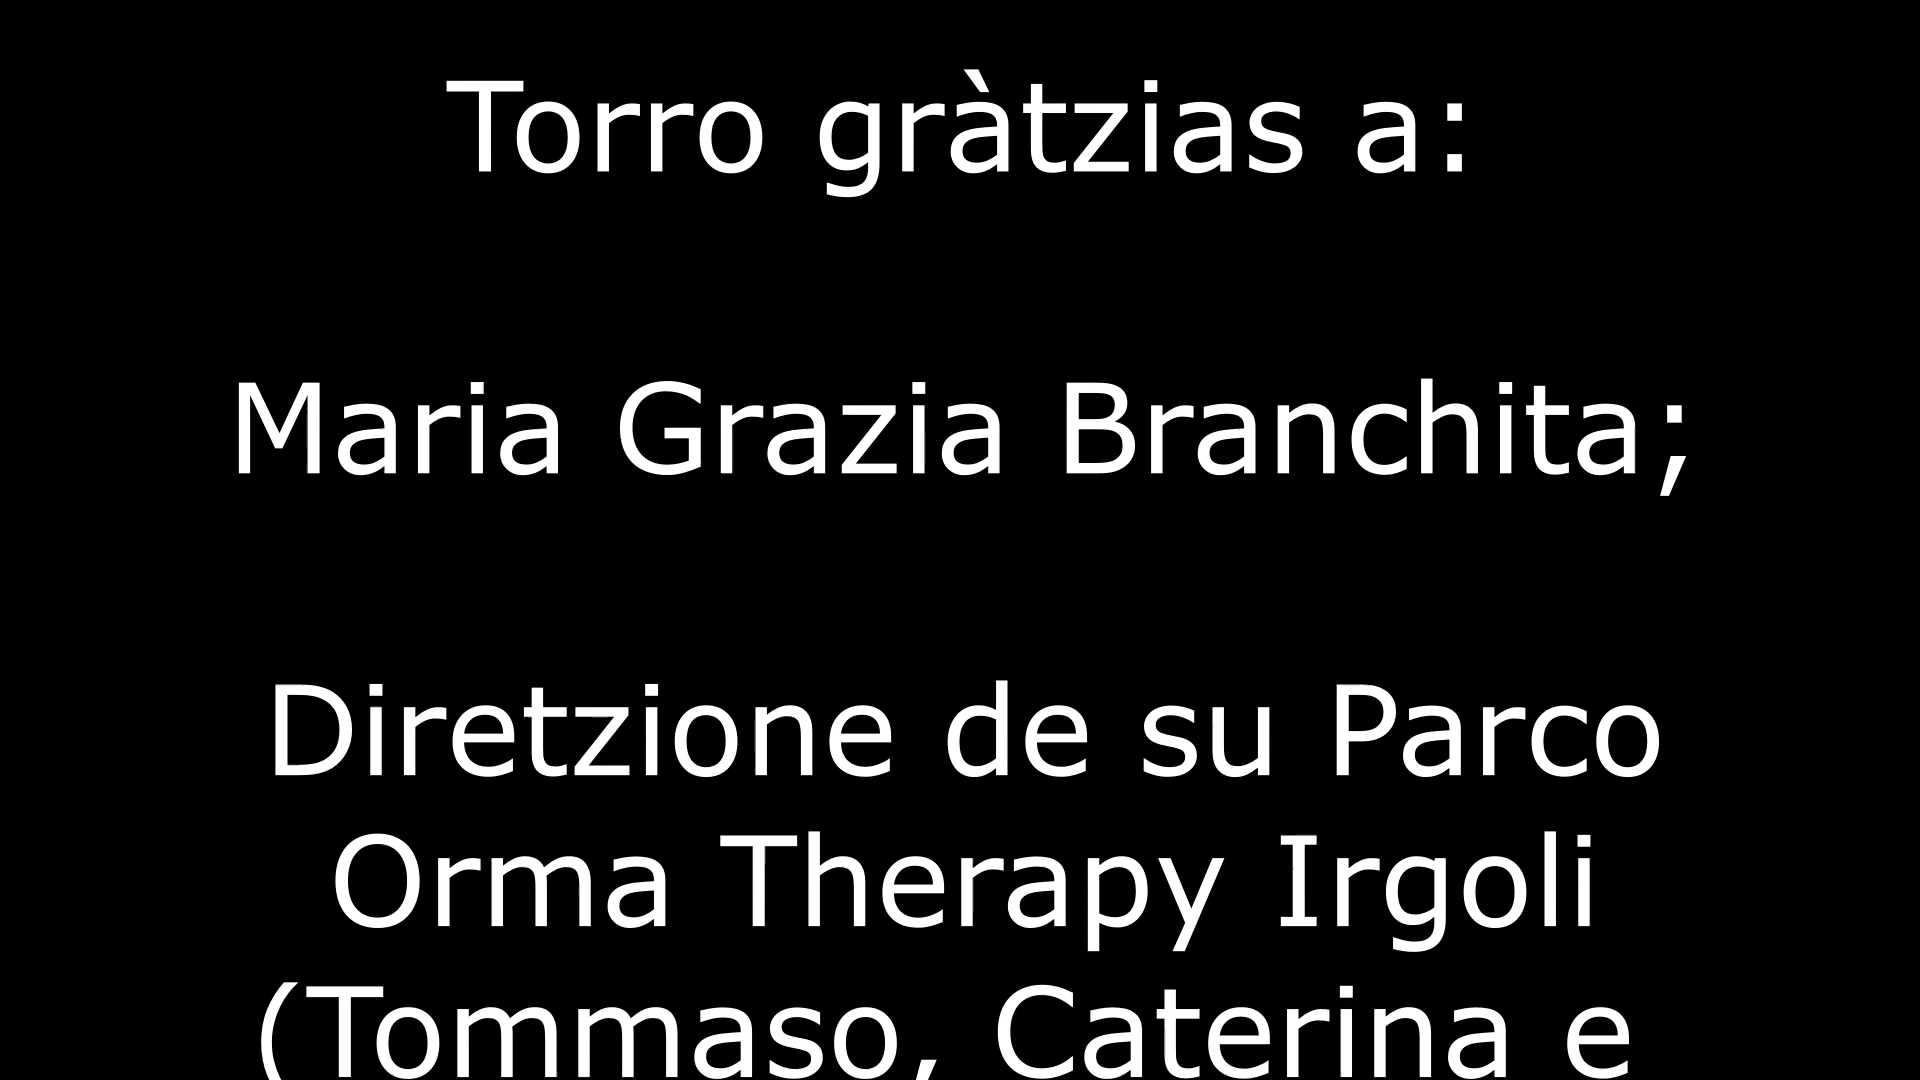 Torro gràtzias a:
Maria Grazia Branchita;
Diretzione de su Parco
Orma Therapy Irgoli
(Tommaso, Caterina e